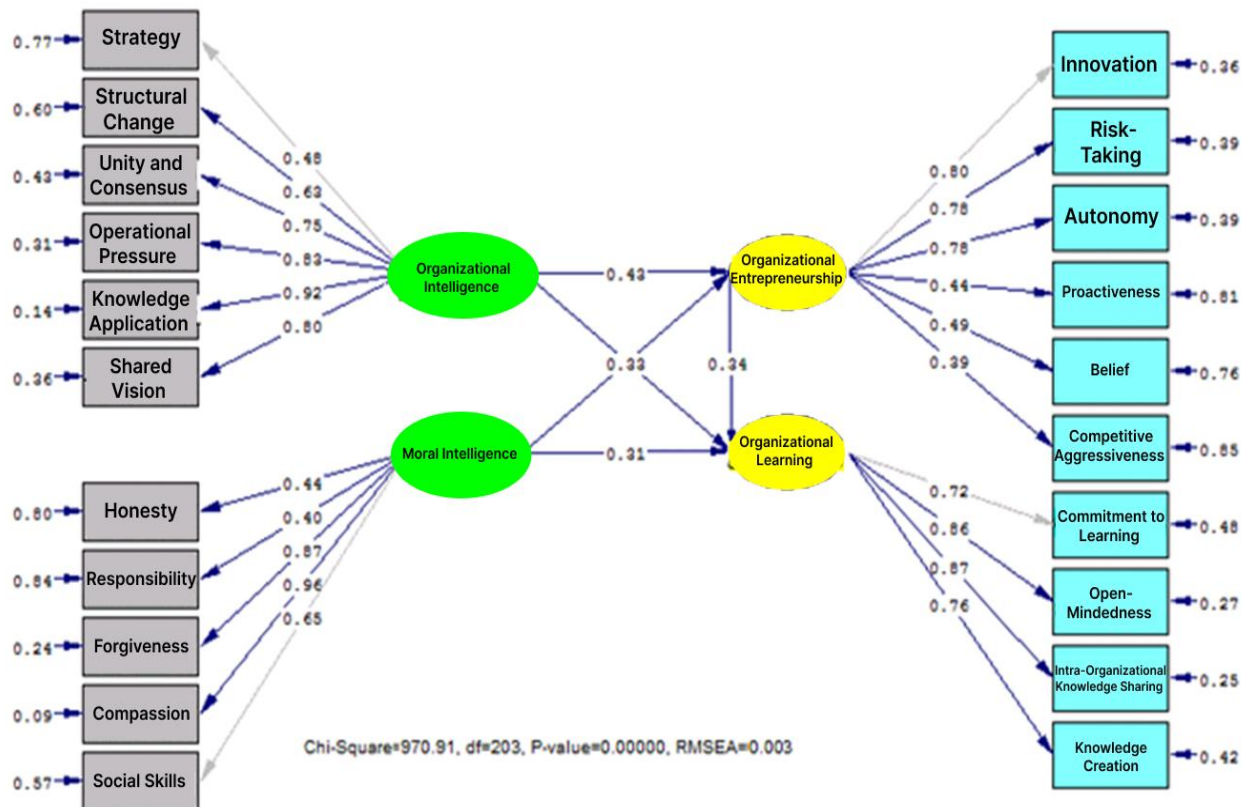 0.77
Strategy
0.60
Structural
Change
0.43
Unity and
Consensus
0.31
Operational
Pressure
0.14
Knowledge
Application
0.36
Shared
Vision
0.80
Honesty
0.84
Responsibility
0.24
Forgiveness
0.09
Compassion
0.57
Social Skills
0.48
0.63
0.75
0.83
0.92
0.80
0.44
0.40
0.87
0.96
0.65
Organizational
Intelligence
Moral Intelligence
0.43
0.33
0.34
0.31
Organizational
Entrepreneurship
Organizational
Learning
0.80
0.78
0.78
0.44
0.49
0.39
0.72
0.86
0.87
0.76
Innovation
0.36
Risk-
Taking
0.39
Autonomy
0.39
Proactiveness
0.81
Belief
0.76
Competitive
Aggressiveness
0.85
Commitment to
Learning
0.48
Open-
Mindedness
0.27
Intra-Organizational
Knowledge Sharing
0.25
Knowledge
Creation
0.42
Chi-Square=970.91, df=203, P-value=0.00000, RMSEA=0.003